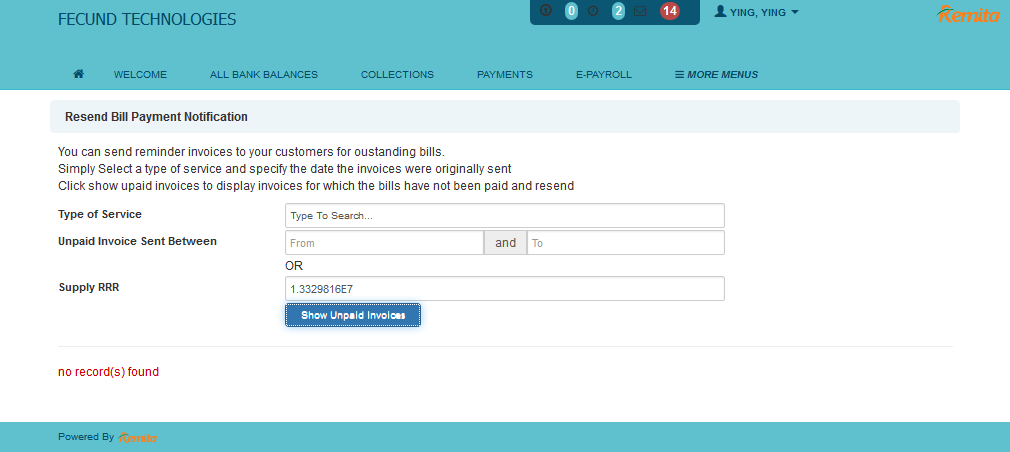 FECUND TECHNOLOGIES
0 2 14
YING, YING
Remita
WELCOME ALL BANK BALANCES COLLECTIONS PAYMENTS E-PAYROLL MORE MENUS
Resend Bill Payment Notification
You can send reminder invoices to your customers for oustanding bills.
Simply Select a type of service and specify the date the invoices were originally sent
Click show upaid invoices to display invoices for which the bills have not been paid and resend
Type of Service Type To Search...
Unpaid Invoice Sent Between From and To
OR
Supply RRR 1.3329816E7
Show Unpaid Invoices
no record(s) found
Powered By Remita